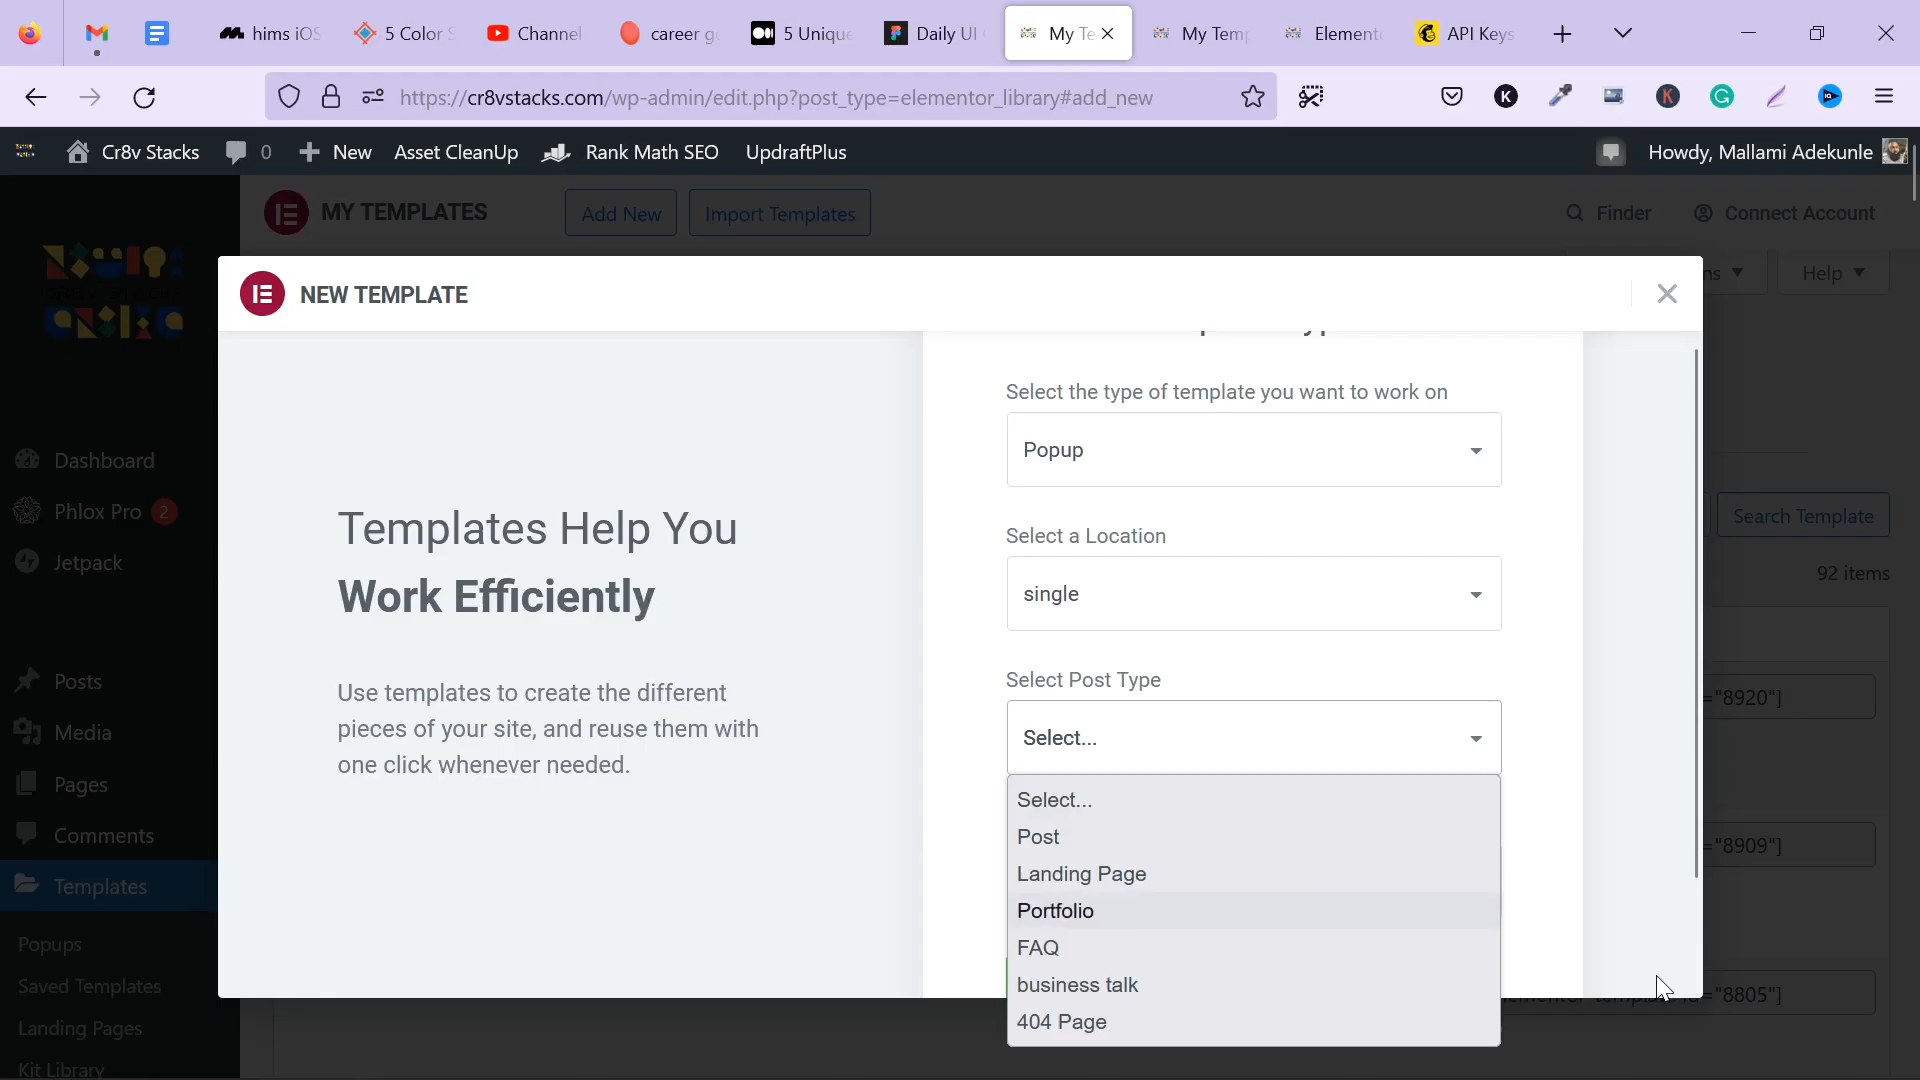 hims iOS
5 Color S
Channel
career g
5 Unique
Daily UI
My Te
My Temp
Element
API Keys
https://cr8vstacks.com/wp-admin/edit.php?post_type=elementor_library#add_new
Cr8v Stacks
0
New
Asset CleanUp
Rank Math SEO
UpdraftPlus
Howdy, Mallami Adekunle
MY TEMPLATES
Add New
Import Templates
Finder
Connect Account
Help
NEW TEMPLATE
Select the type of template you want to work on
Popup
Select a Location
single
Select Post Type
Select...
Select...
Post
Landing Page
Portfolio
FAQ
business talk
404 Page
Templates Help You
Work Efficiently
Use templates to create the different
pieces of your site, and reuse them with
one click whenever needed.
Dashboard
Phlox Pro 2
Jetpack
Posts
Media
Pages
Comments
Templates
Popups
Saved Templates
Landing Pages
Kit Library
Search Template
92 items
="8920"]
="8909"]
="8805"]